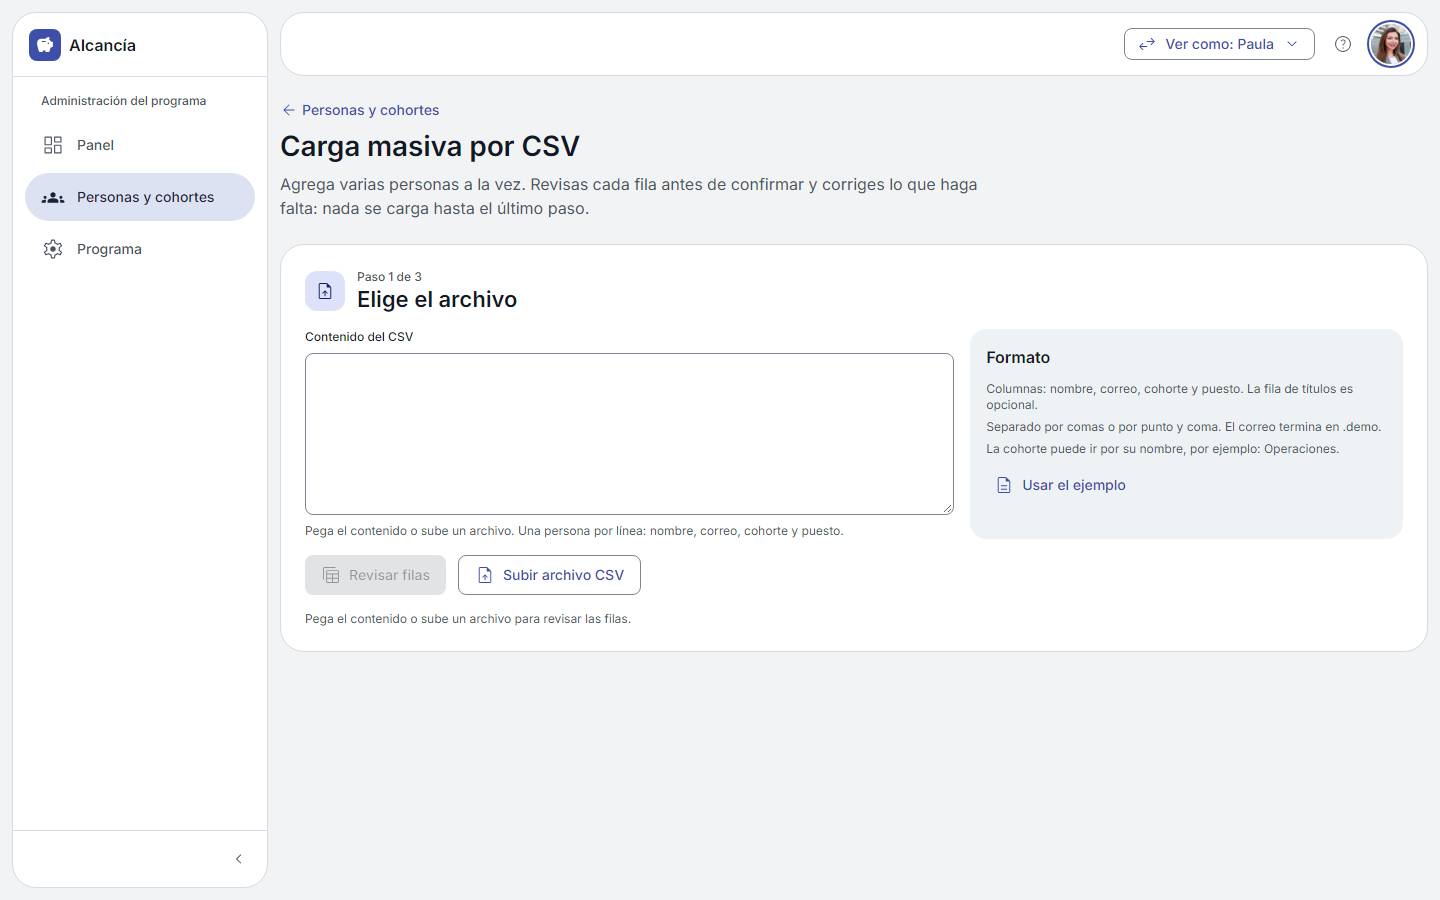 Alcancía
Ver como: Paula
Administración del programa
Panel
Personas y cohortes
Programa
Personas y cohortes
Carga masiva por CSV
Agrega varias personas a la vez. Revisas cada fila antes de confirmar y corriges lo que haga
falta: nada se carga hasta el último paso.
Paso 1 de 3
Elige el archivo
Contenido del CSV
Pega el contenido o sube un archivo. Una persona por línea: nombre, correo, cohorte y puesto.
Revisar filas
Subir archivo CSV
Pega el contenido o sube un archivo para revisar las filas.
Formato
Columnas: nombre, correo, cohorte y puesto. La fila de títulos es
opcional.
Separado por comas o por punto y coma. El correo termina en .demo.
La cohorte puede ir por su nombre, por ejemplo: Operaciones.
Usar el ejemplo